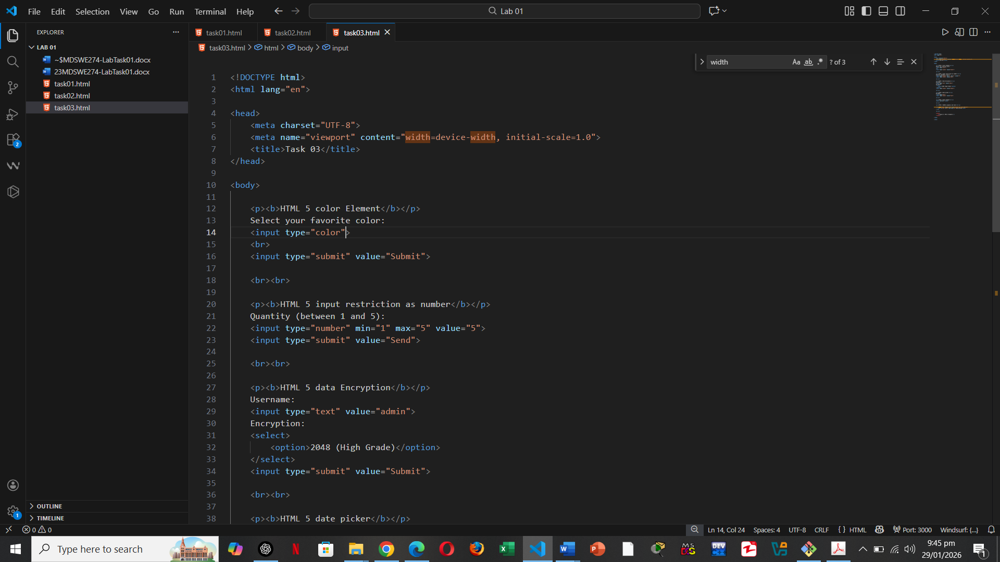 File Edit Selection View Go Run Terminal Help
Lab 01
EXPLORER
LAB 01
~$MDSWE274-LabTask01.docx
23MDSWE274-LabTask01.docx
task01.html
task02.html
task03.html
OUTLINE
TIMELINE
task01.html task02.html task03.html
task03.html > html > body > input
width Aa ab .* ? of 3
1 <!DOCTYPE html>
2 <html lang="en">
3
4 <head>
5 <meta charset="UTF-8">
6 <meta name="viewport" content="width=device-width, initial-scale=1.0">
7 <title>Task 03</title>
8 </head>
9
10 <body>
11
12 <p><b>HTML 5 color Element</b></p>
13 Select your favorite color:
14 <input type="color">
15 <br>
16 <input type="submit" value="Submit">
17
18 <br><br>
19
20 <p><b>HTML 5 input restriction as number</b></p>
21 Quantity (between 1 and 5):
22 <input type="number" min="1" max="5" value="5">
23 <input type="submit" value="Send">
24
25 <br><br>
26
27 <p><b>HTML 5 data Encryption</b></p>
28 Username:
29 <input type="text" value="admin">
30 Encryption:
31 <select>
32 <option>2048 (High Grade)</option>
33 </select>
34 <input type="submit" value="Submit">
35
36 <br><br>
37
38 <p><b>HTML 5 date picker</b></p>
2
1
0 0
Ln 14, Col 24 Spaces: 4 UTF-8 CRLF { } HTML Port: 3000 Windsurf: {...}
Type here to search
DEV C++
9:45 pm
29/01/2026
1